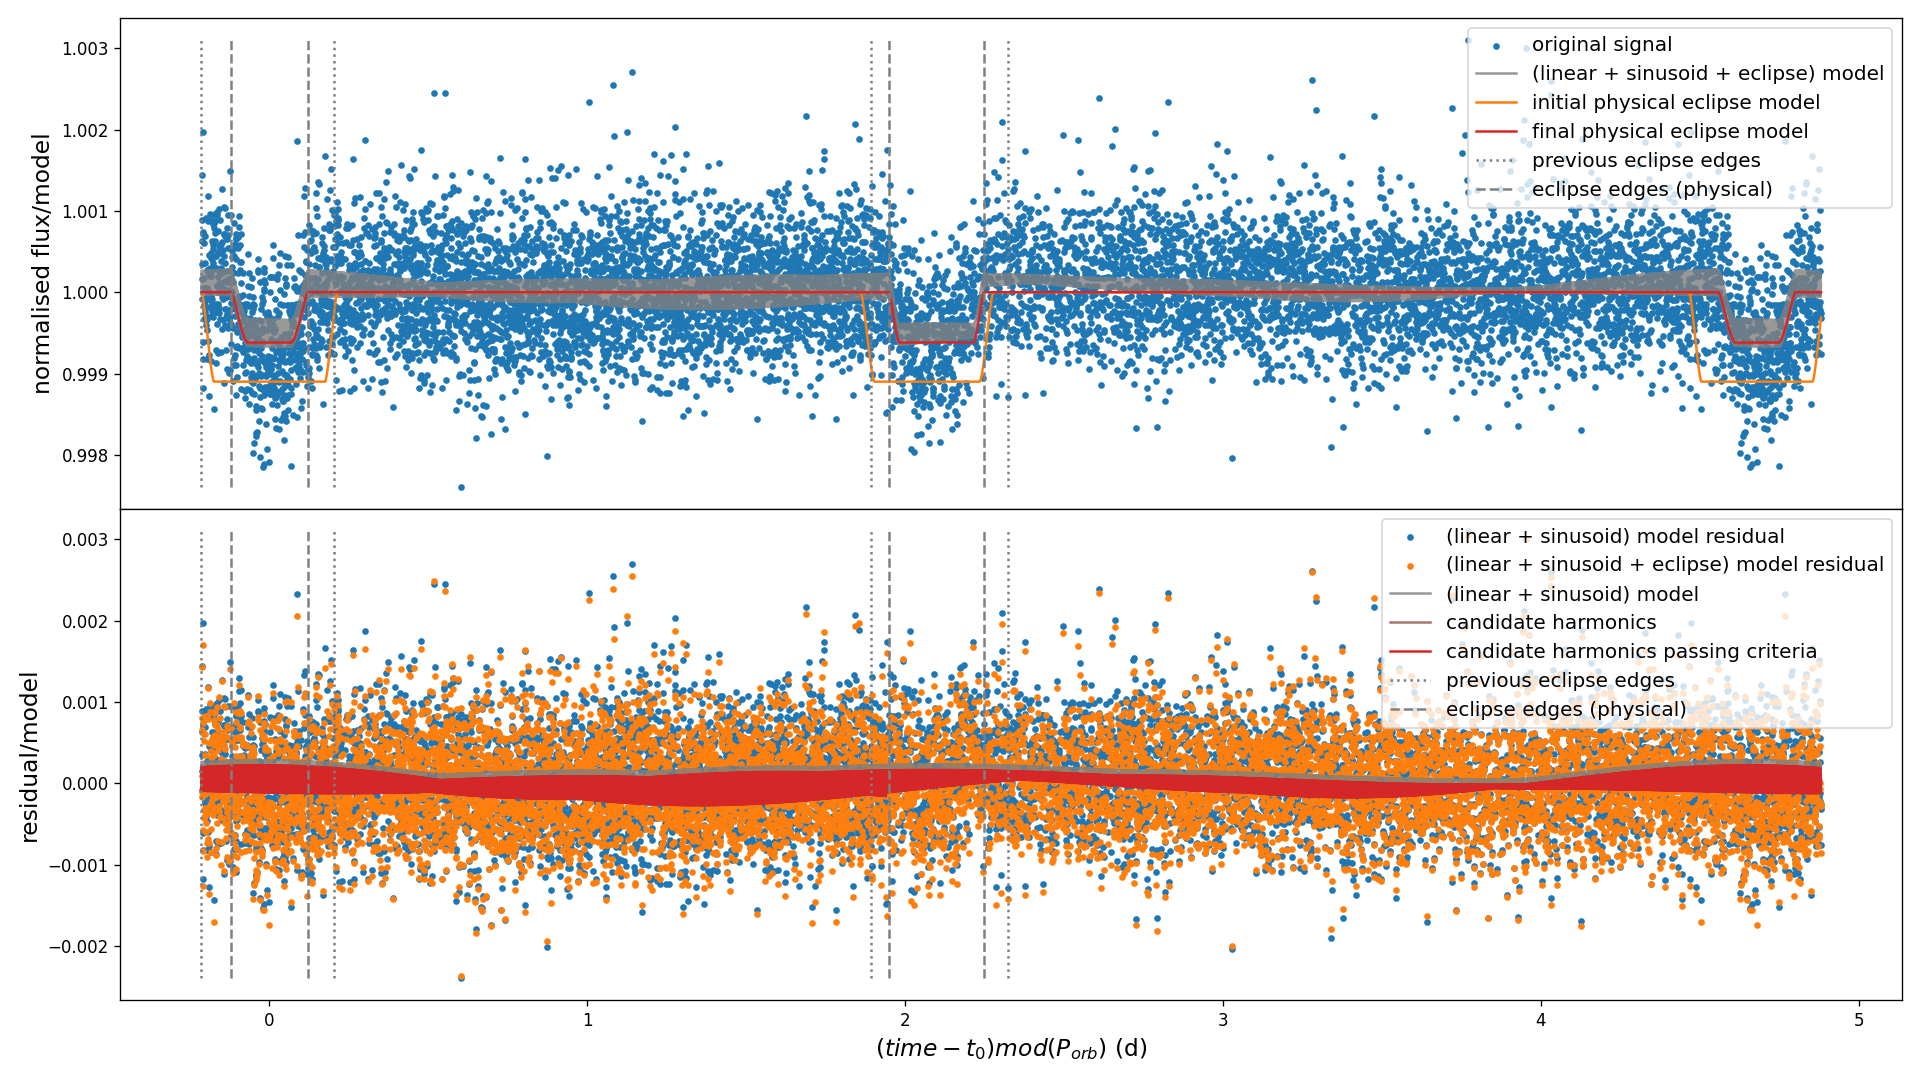 normalised flux/model
1.003
1.002
1.001
1.000
0.999
0.998
original signal
(linear + sinusoid + eclipse) model
initial physical eclipse model
final physical eclipse model
previous eclipse edges
eclipse edges (physical)
residual/model
0.003
0.002
0.001
0.000
−0.001
−0.002
(linear + sinusoid) model residual
(linear + sinusoid + eclipse) model residual
(linear + sinusoid) model
candidate harmonics
candidate harmonics passing criteria
previous eclipse edges
eclipse edges (physical)
0 1 2 3 4 5
(time − t₀)mod(Pₒᵣb) (d)